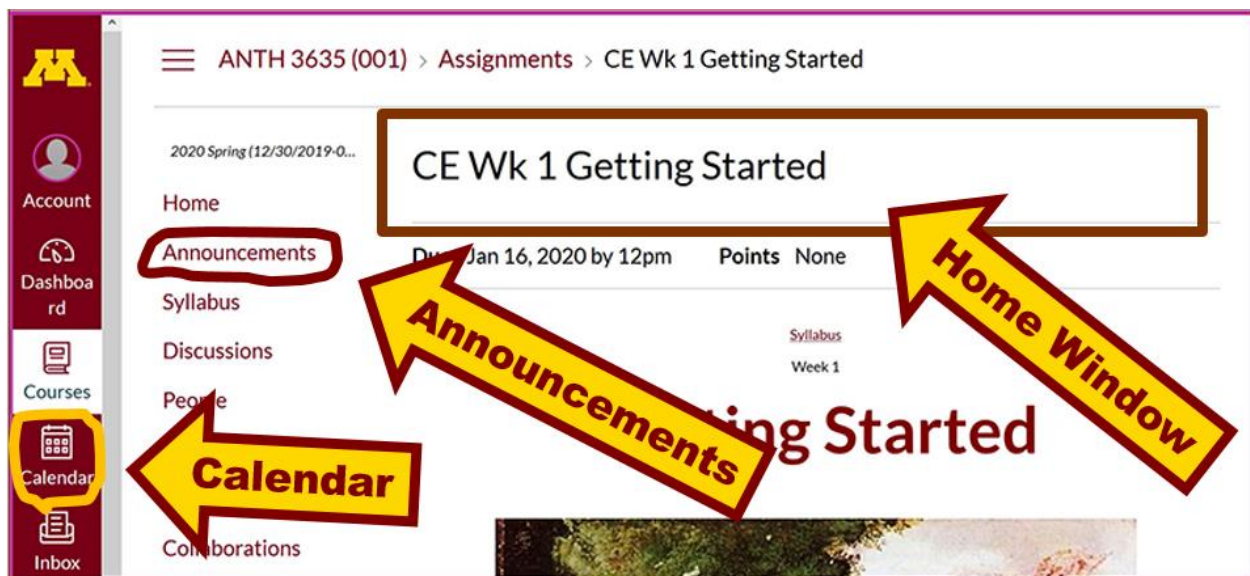 M
ANTH 3635 (001) > Assignments > CE Wk 1 Getting Started
2020 Spring (12/30/2019-0...
CE Wk 1 Getting Started
Account
Home
Announcements
Jan 16, 2020 by 12pm Points None
Dashboa
rd
Syllabus
Discussions
People
Courses
Calendar
Inbox
Collaborations
Syllabus
Week 1
Started
Home Window
Announcements
Calendar